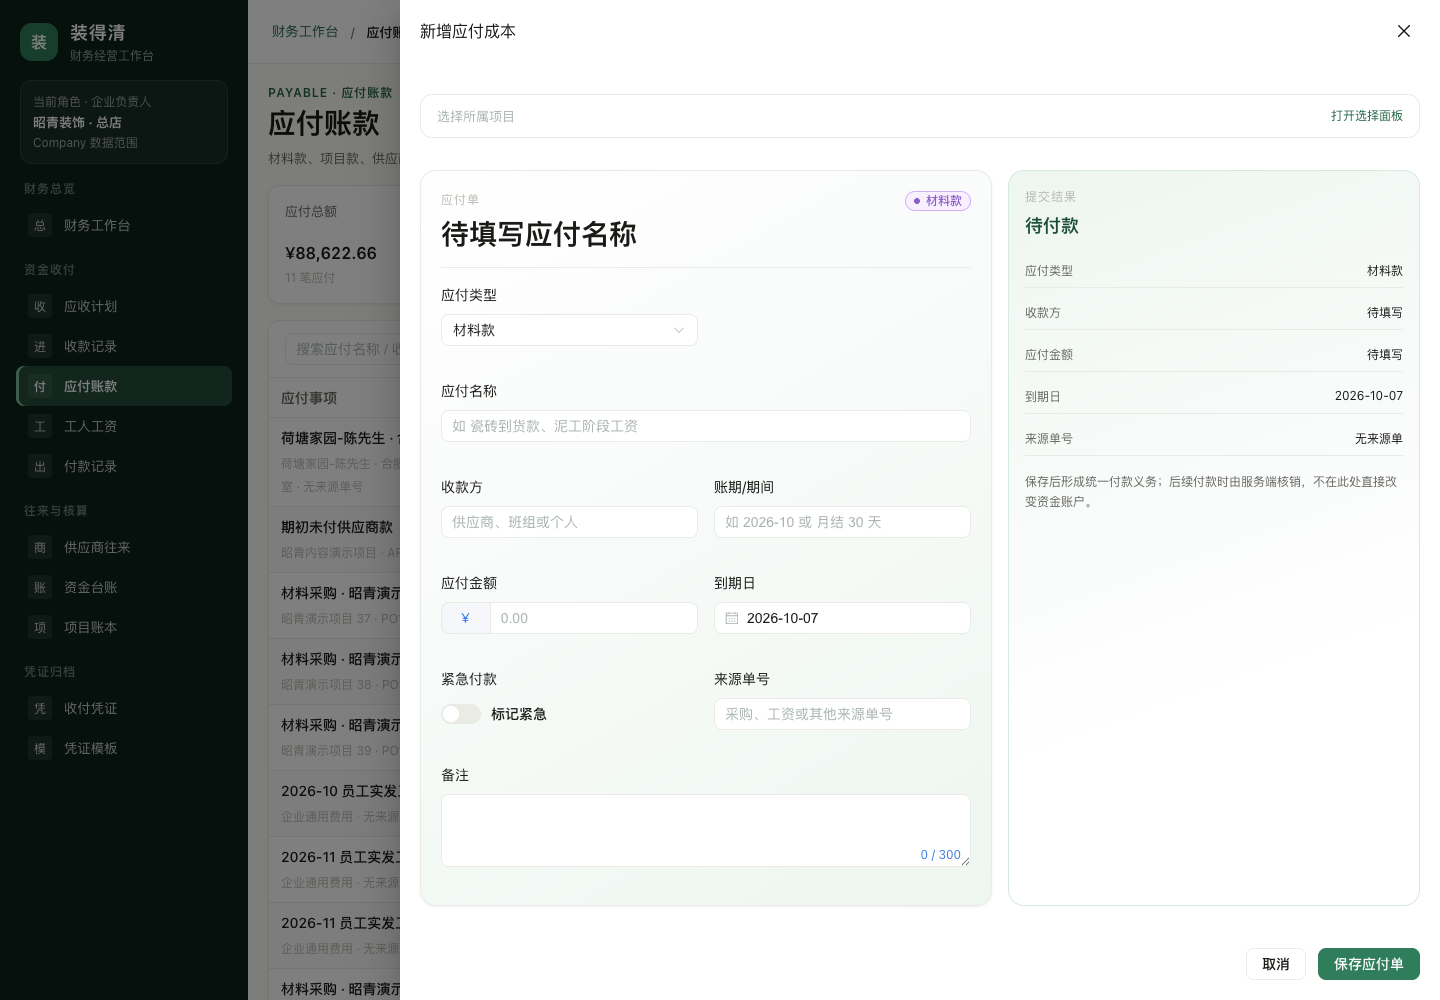 装
装得清
财务经营工作台
当前角色 · 企业负责人
昭青装饰 · 总店
Company 数据范围
财务总览
总
财务工作台
资金收付
收
应收计划
进
收款记录
付
应付账款
工
工人工资
出
付款记录
往来与核算
商
供应商往来
账
资金台账
项
项目账本
凭证归档
凭
收付凭证
模
凭证模板
财务工作台 / 应付账
PAYABLE · 应付账款
应付账款
材料款、项目款、供应
应付总额
¥88,622.66
11 笔应付
搜索应付名称 / 收
应付事项
荷塘家园-陈先生 ·
荷塘家园-陈先生 · 合
室 · 无来源单号
期初未付供应商款
昭青内容演示项目 · AP
材料采购 · 昭青演示
昭青演示项目 37 · PO
材料采购 · 昭青演示
昭青演示项目 38 · PO
材料采购 · 昭青演示
昭青演示项目 39 · PO
2026-10 员工实发工
企业通用费用 · 无来源
2026-11 员工实发工
企业通用费用 · 无来源
2026-11 员工实发工
企业通用费用 · 无来源
材料采购 · 昭青演示
新增应付成本
选择所属项目
打开选择面板
应付单
材料款
待填写应付名称
应付类型
材料款
应付名称
如 瓷砖到货款、泥工阶段工资
收款方
账期/期间
供应商、班组或个人
如 2026-10 或 月结 30 天
应付金额
到期日
¥
0.00
2026-10-07
紧急付款
来源单号
标记紧急
采购、工资或其他来源单号
备注
0 / 300
提交结果
待付款
应付类型
材料款
收款方
待填写
应付金额
待填写
到期日
2026-10-07
来源单号
无来源单
保存后形成统一付款义务；后续付款时由服务端核销，不在此处直接改
变资金账户。
取消
保存应付单